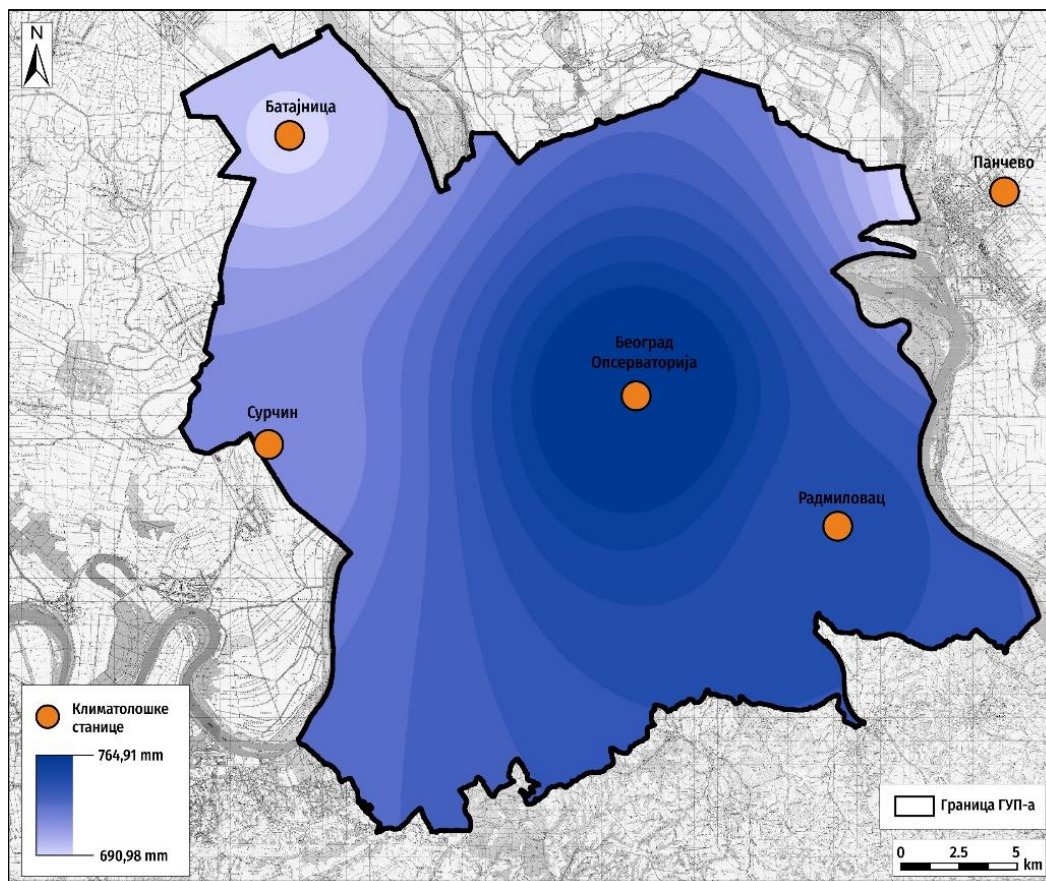 N
Батајница
Панчево
Београд
Опсерваторија
Сурчин
Радмиловац
Климатолошке
станице
764,91 mm
690,98 mm
Граница ГУП-а
0 2.5 5
km